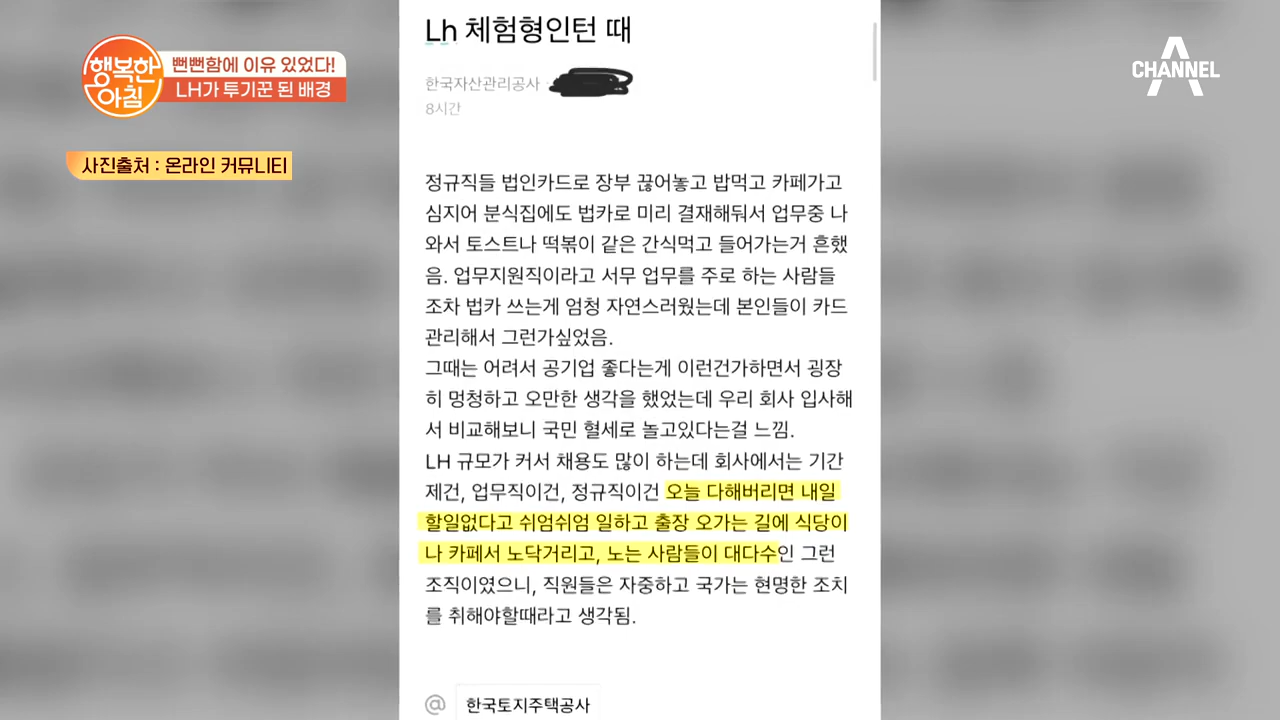 행복한
아침
뻔뻔함에 이유 있었다!
LH가 투기꾼 된 배경
사진출처 : 온라인 커뮤니티
CHANNEL
Lh 체험형인턴 때
한국자산관리공사 ·
8시간
정규직들 법인카드로 장부 끊어놓고 밥먹고 카페가고
심지어 분식집에도 법카로 미리 결재해둬서 업무중 나
와서 토스트나 떡볶이 같은 간식먹고 들어가는거 흔했
음. 업무지원직이라고 서무 업무를 주로 하는 사람들
조차 법카 쓰는게 엄청 자연스러웠는데 본인들이 카드
관리해서 그런가싶었음.
그때는 어려서 공기업 좋다는게 이런건가하면서 굉장
히 멍청하고 오만한 생각을 했었는데 우리 회사 입사해
서 비교해보니 국민 혈세로 놀고있다는걸 느낌.
LH 규모가 커서 채용도 많이 하는데 회사에서는 기간
제건, 업무직이건, 정규직이건 오늘 다해버리면 내일
할일없다고 쉬엄쉬엄 일하고 출장 오가는 길에 식당이
나 카페서 노닥거리고, 노는 사람들이 대다수인 그런
조직이였으니, 직원들은 자중하고 국가는 현명한 조치
를 취해야할때라고 생각됨.
@ 한국토지주택공사